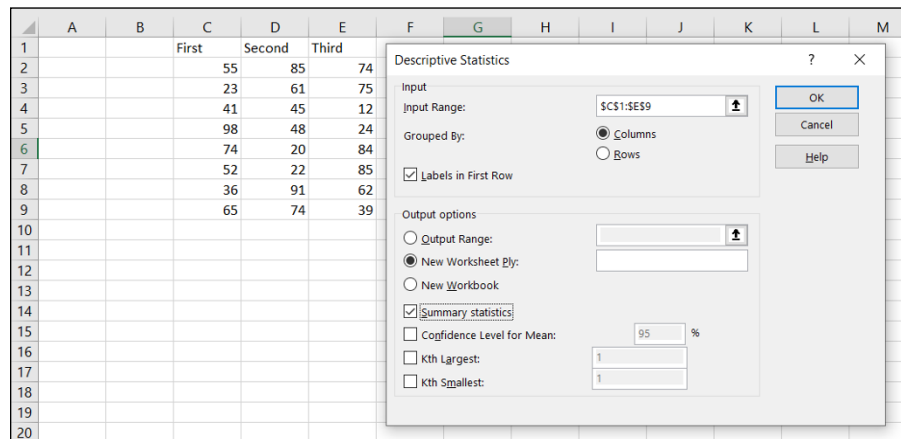 A B C D E F G H I J K L M
1 First Second Third
2 55 85 74
3 23 61 75
4 41 45 12
5 98 48 24
6 74 20 84
7 52 22 85
8 36 91 62
9 65 74 39
10
11
12
13
14
15
16
17
18
19
20
Descriptive Statistics ? ×
Input
Input Range: $C$1:$E$9
Grouped By: Columns
Rows
Labels in First Row
Output options
Output Range:
New Worksheet Ply:
New Workbook
Summary statistics
Confidence Level for Mean: 95 %
Kth Largest: 1
Kth Smallest: 1
OK
Cancel
Help